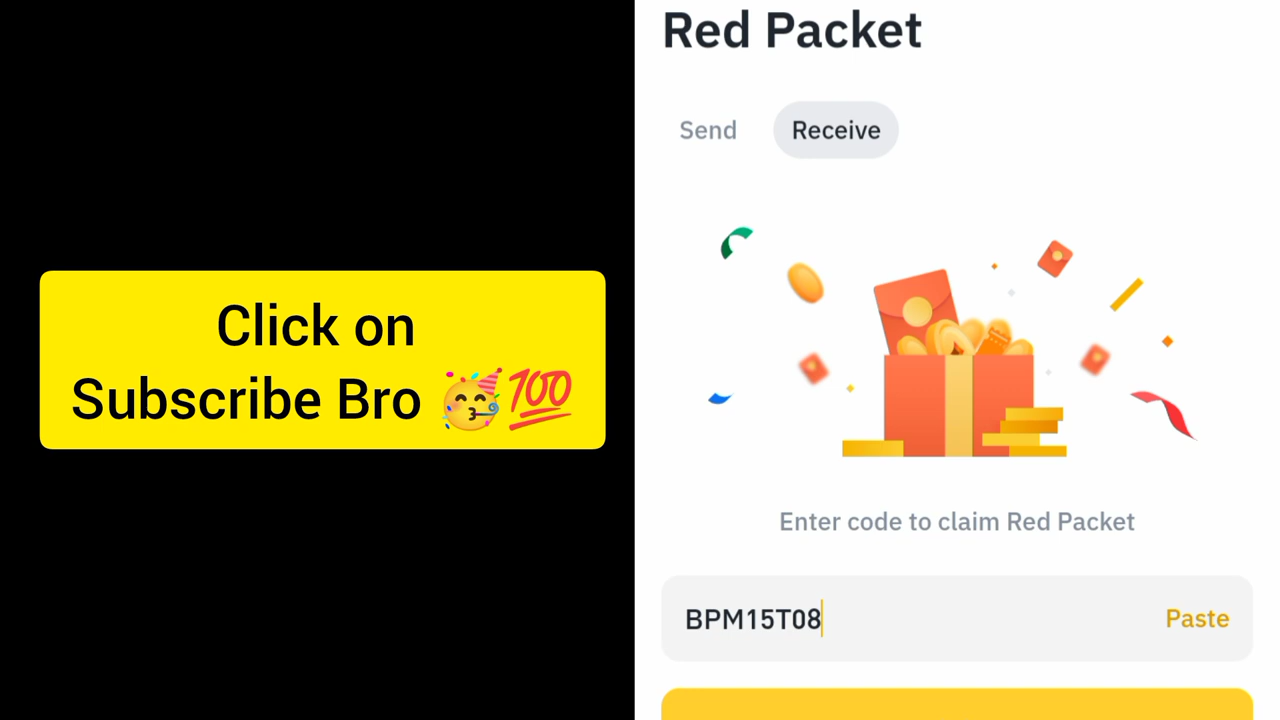 Click on
Subscribe Bro 🥳💯
Red Packet
Send
Receive
Enter code to claim Red Packet
BPM15T08
Paste